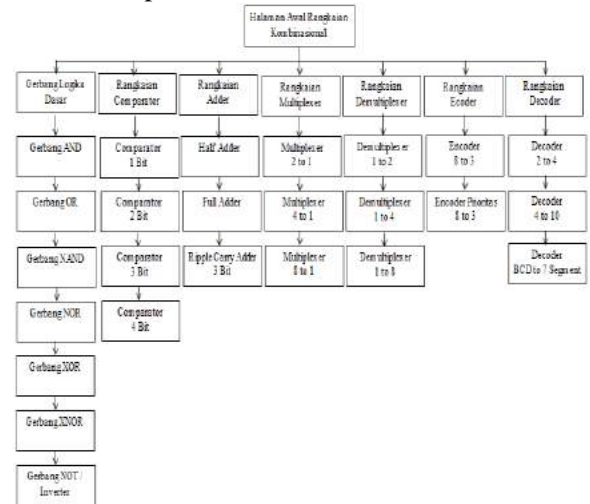 Halaman Awal Rangkaian
Kombinasional
Gerbang Logika
Dasar
Gerbang AND
Gerbang OR
Gerbang NAND
Gerbang NOR
Gerbang XOR
Gerbang XNOR
Gerbang NOT /
Inverter
Rangkaian
Comparator
Comparator
1 Bit
Comparator
2 Bit
Comparator
3 Bit
Comparator
4 Bit
Rangkaian
Adder
Half Adder
Full Adder
Ripple Carry Adder
3 Bit
Rangkaian
Multiplexer
Multiplexer
2 to 1
Multiplexer
4 to 1
Multiplexer
8 to 1
Rangkaian
Demultiplexer
Demultiplexer
1 to 2
Demultiplexer
1 to 4
Demultiplexer
1 to 8
Rangkaian
Ecoder
Encoder
8 to 3
Encoder Prioritas
8 to 3
Rangkaian
Decoder
Decoder
2 to 4
Decoder
4 to 10
Decoder
BCD to 7 Segment